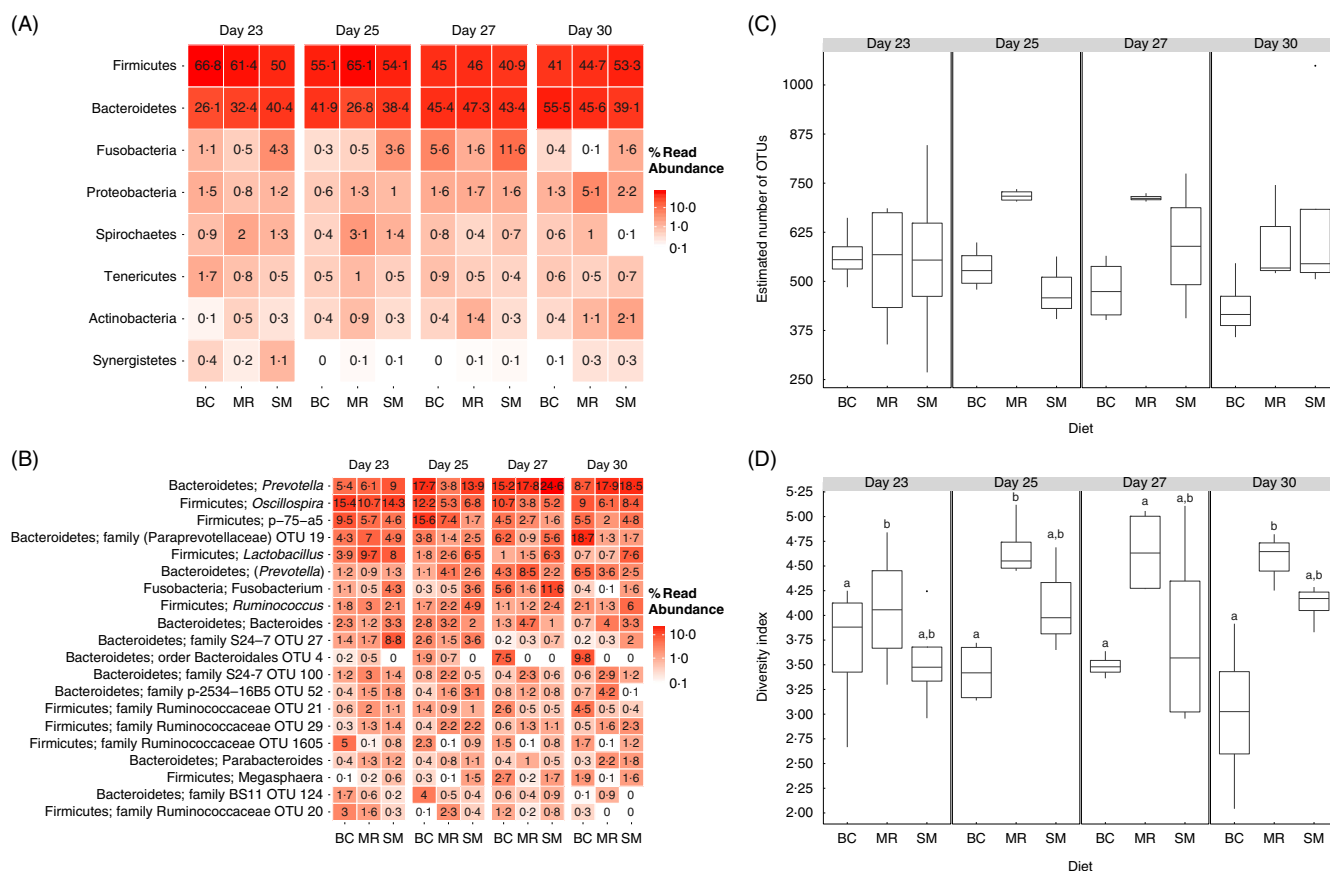 (A)
Day 23 Day 25 Day 27 Day 30
Firmicutes 66·8 61·4 50 55·1 65·1 54·1 45 46 40·9 41 44·7 53·3
Bacteroidetes 26·1 32·4 40·4 41·9 26·8 38·4 45·4 47·3 43·4 55·5 45·6 39·1
Fusobacteria 1·1 0·5 4·3 0·3 0·5 3·6 5·6 1·6 11·6 0·4 0·1 1·6
Proteobacteria 1·5 0·8 1·2 0·6 1·3 1 1·6 1·7 1·6 1·3 5·1 2·2
Spirochaetes 0·9 2 1·3 0·4 3·1 1·4 0·8 0·4 0·7 0·6 1 0·1
Tenericutes 1·7 0·8 0·5 0·5 1 0·5 0·9 0·5 0·4 0·6 0·5 0·7
Actinobacteria 0·1 0·5 0·3 0·4 0·9 0·3 0·4 1·4 0·3 0·4 1·1 2·1
Synergistetes 0·4 0·2 1·1 0 0·1 0·1 0 0·1 0·1 0·1 0·3 0·3
BC MR SM BC MR SM BC MR SM BC MR SM
% Read
Abundance
10·0
1·0
0·1
(B)
Day 23 Day 25 Day 27 Day 30
Bacteroidetes; Prevotella 5·4 6·1 9 17·7 3·8 13·9 15·2 17·8 24·6 8·7 17·9 18·5
Firmicutes; Oscillospira 15·4 10·7 14·3 12·2 5·3 6·8 10·7 3·8 5·2 9 6·1 8·4
Firmicutes; p−75−a5 9·5 5·7 4·6 15·6 7·4 1·7 4·5 2·7 1·6 5·5 2 4·8
Bacteroidetes; family (Paraprevotellaceae) OTU 19 4·3 7 4·9 3·8 1·4 2·5 6·2 0·9 5·6 18·7 1·3 1·7
Firmicutes; Lactobacillus 3·9 9·7 8 1·8 2·6 6·5 1 1·5 6·3 0·7 0·7 7·6
Bacteroidetes; (Prevotella) 1·2 0·9 1·3 1·1 4·1 2·6 4·3 8·5 2·2 6·5 3·6 2·5
Fusobacteria; Fusobacterium 1·1 0·5 4·3 0·3 0·5 3·6 5·6 1·6 11·6 0·4 0·1 1·6
Firmicutes; Ruminococcus 1·8 3 2·1 1·7 2·2 4·9 1·1 1·2 2·4 2·1 1·3 6
Bacteroidetes; Bacteroides 2·3 1·2 3·3 2·8 3·2 2 1·3 4·7 1 0·7 4 3·3
Bacteroidetes; family S24−7 OTU 27 1·4 1·7 8·8 2·6 1·5 3·6 0·2 0·3 0·7 0·2 2 1·3
Bacteroidetes; order Bacteroidales OTU 4 0·2 0·5 0 1·9 0·7 0 7·5 0 0 9·8 0 0
Bacteroidetes; family S24-7 OTU 100 1·4 3 1·4 0·8 2·2 0·5 0·4 2·3 0·6 0·6 2·9 1·2
Bacteroidetes; family p-2534−16B5 OTU 52 0·4 1·5 1·8 0·4 1·6 3·1 0·8 1·2 0·8 0·7 4·2 0·1
Firmicutes; family Ruminococcaceae OTU 21 0·6 2 1·1 1·4 0·9 1 2·6 0·5 0·5 4·5 0·5 0·4
Firmicutes; family Ruminococcaceae OTU 29 0·3 1·3 1·4 0·4 2·2 2·2 0·6 1·3 1·1 0·5 1·6 2·3
Firmicutes; family Ruminococcaceae OTU 1605 5 0·1 0·8 2·3 0·1 0·9 1·5 0·1 0·8 1·7 0·1 1·2
Bacteroidetes; Parabacteroides 0·4 1·3 1·2 0·4 0·8 1·1 0·4 1 0·5 0·3 2·2 1·8
Firmicutes; Megasphaera 0·1 0·2 0·6 0·3 0·1 1·5 2·7 0·2 1·7 1·9 0·1 1·6
Bacteroidetes; family BS11 OTU 124 1·7 0·6 0·2 4 0·5 0·4 0·6 0·4 0·9 0·1 0·9 0
Firmicutes; family Ruminococcaceae OTU 20 3 1·6 0·3 0·1 2·3 0·4 1·2 0·2 0·8 0·3 0 0
BC MR SM BC MR SM BC MR SM BC MR SM
% Read
Abundance
10·0
1·0
0·1
(C)
Day 23 Day 25 Day 27 Day 30
Estimated number of OTUs
1000
875
750
625
500
375
250
BC MR SM BC MR SM BC MR SM BC MR SM
Diet
(D)
Day 23 Day 25 Day 27 Day 30
Diversity index
5·25
5·00
4·75
4·50
4·25
4·00
3·75
3·50
3·25
3·00
2·75
2·50
2·25
2·00
a b a,b a b a,b a a a,b a b a,b
BC MR SM BC MR SM BC MR SM BC MR SM
Diet